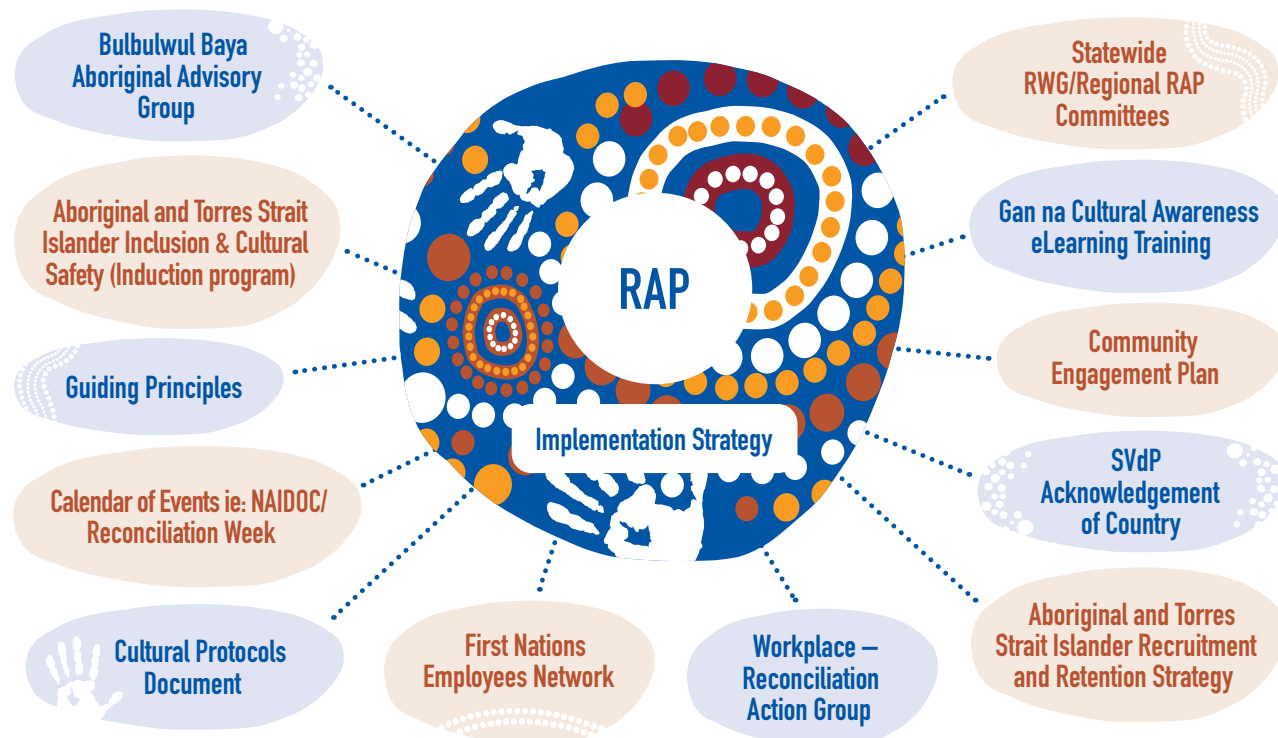 Bulbulwul Baya
Aboriginal Advisory
Group
Aboriginal and Torres Strait
Islander Inclusion & Cultural
Safety (Induction program)
Guiding Principles
Calendar of Events ie: NAIDOC/
Reconciliation Week
Cultural Protocols
Document
RAP
Implementation Strategy
First Nations
Employees Network
Workplace –
Reconciliation
Action Group
Statewide
RWG/Regional RAP
Committees
Gan na Cultural Awareness
eLearning Training
Community
Engagement Plan
SVdP
Acknowledgement
of Country
Aboriginal and Torres
Strait Islander Recruitment
and Retention Strategy